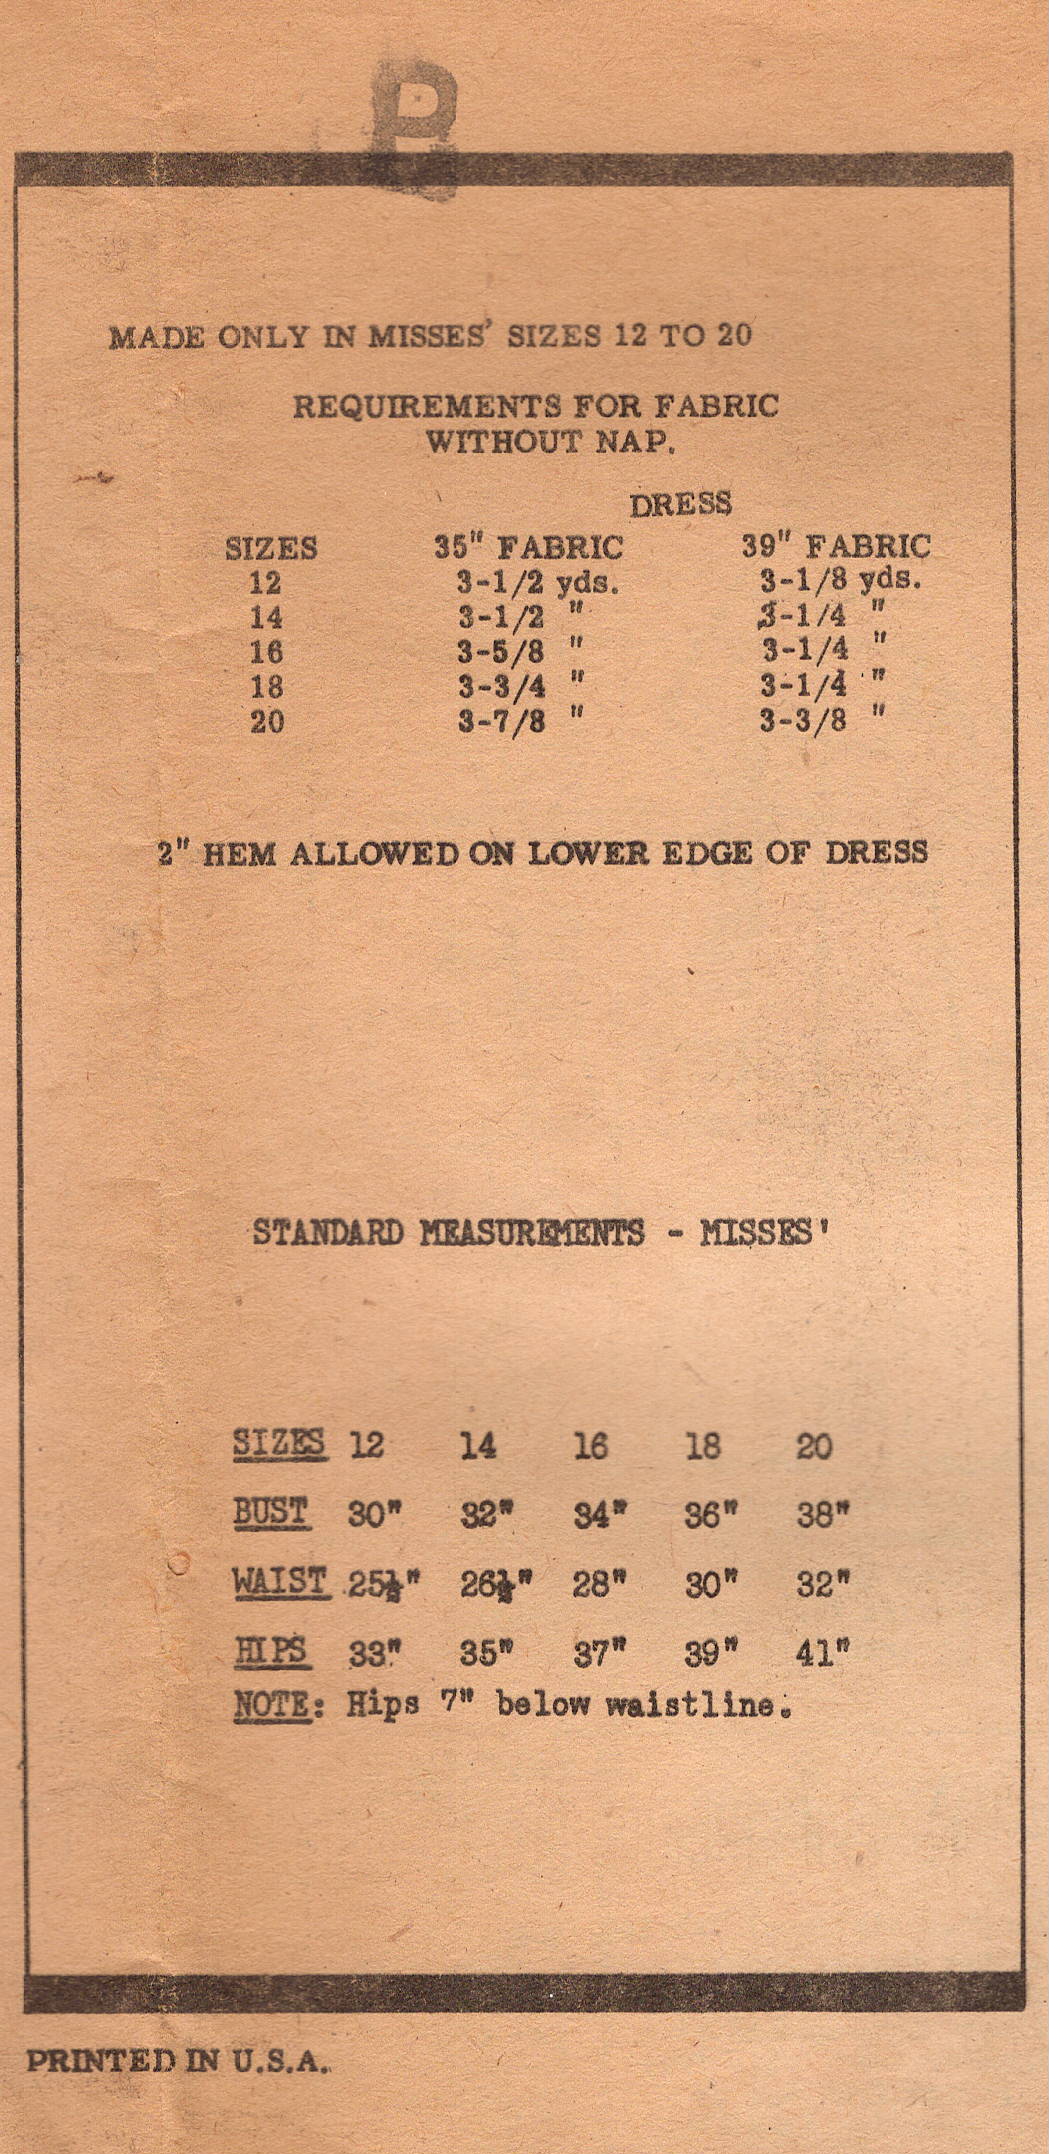 MADE ONLY IN MISSES' SIZES 12 TO 20
REQUIREMENTS FOR FABRIC
WITHOUT NAP.
DRESS
SIZES 35" FABRIC 39" FABRIC
12 3-1/2 yds. 3-1/8 yds.
14 3-1/2 " 3-1/4 "
16 3-5/8 " 3-1/4 "
18 3-3/4 " 3-1/4 "
20 3-7/8 " 3-3/8 "
2" HEM ALLOWED ON LOWER EDGE OF DRESS
STANDARD MEASUREMENTS - MISSES'
SIZES 12 14 16 18 20
BUST 30" 32" 34" 36" 38"
WAIST 25½" 26½" 28" 30" 32"
HIPS 33" 35" 37" 39" 41"
NOTE: Hips 7" below waistline.
PRINTED IN U.S.A.